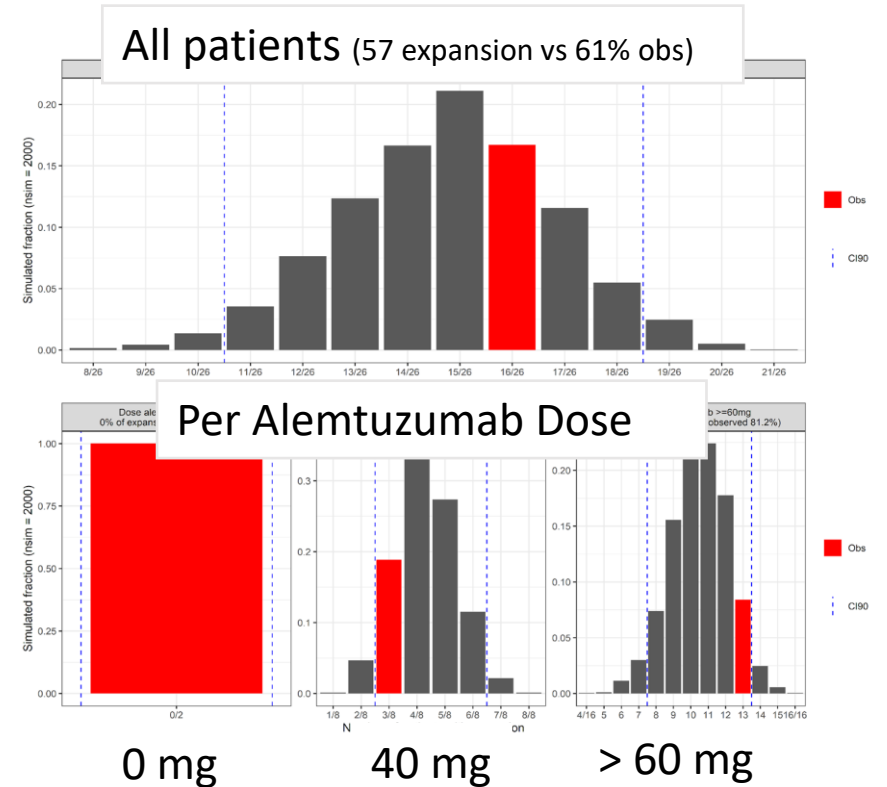 All patients (57 expansion vs 61% obs)
Simulated fraction (nsim = 2000)
0.20
0.15
0.10
0.05
0.00
8/26 9/26 10/26 11/26 12/26 13/26 14/26 15/26 16/26 17/26 18/26 19/26 20/26 21/26
Obs
CI90
Per Alemtuzumab Dose
Dose ale
0% of expans
b >=60mg
observed 81.2%)
Simulated fraction (nsim = 2000)
1.00
0.75
0.50
0.25
0.00
0/2
0.3
0.2
0.1
0.0
1/8 2/8 3/8 4/8 5/8 6/8 7/8 8/8
N on
0.20
0.15
0.10
0.05
0.00
4/16 5 6 7 8 9 10 11 12 13 14 15 16/16
Obs
CI90
0 mg
40 mg
> 60 mg